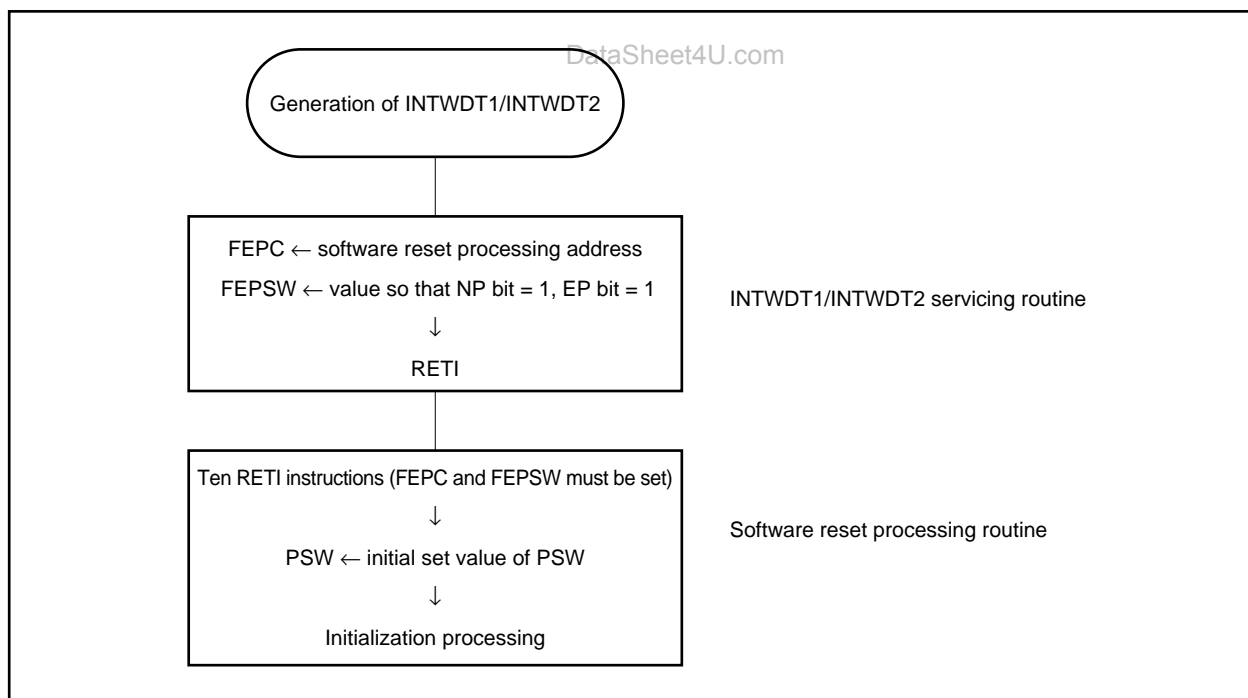 DataSheet4U.com
Generation of INTWDT1/INTWDT2
FEPC ← software reset processing address
FEPSW ← value so that NP bit = 1, EP bit = 1
↓
RETI
INTWDT1/INTWDT2 servicing routine
Ten RETI instructions (FEPC and FEPSW must be set)
↓
PSW ← initial set value of PSW
↓
Initialization processing
Software reset processing routine